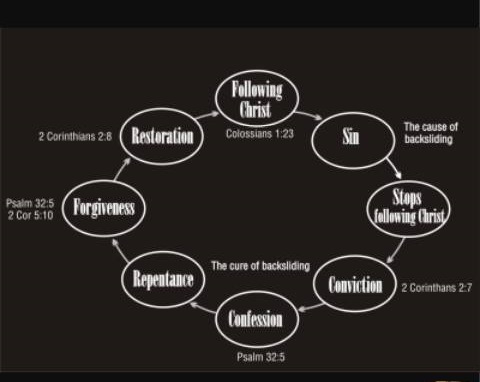 Following
Christ
Colossians 1:23
Sin
The cause of
backsliding
Stops
following Christ
Conviction
2 Corinthans 2:7
The cure of backsliding
Confession
Psalm 32:5
Repentance
Forgiveness
Psalm 32:5
2 Cor 5:10
Restoration
2 Corinthians 2:8